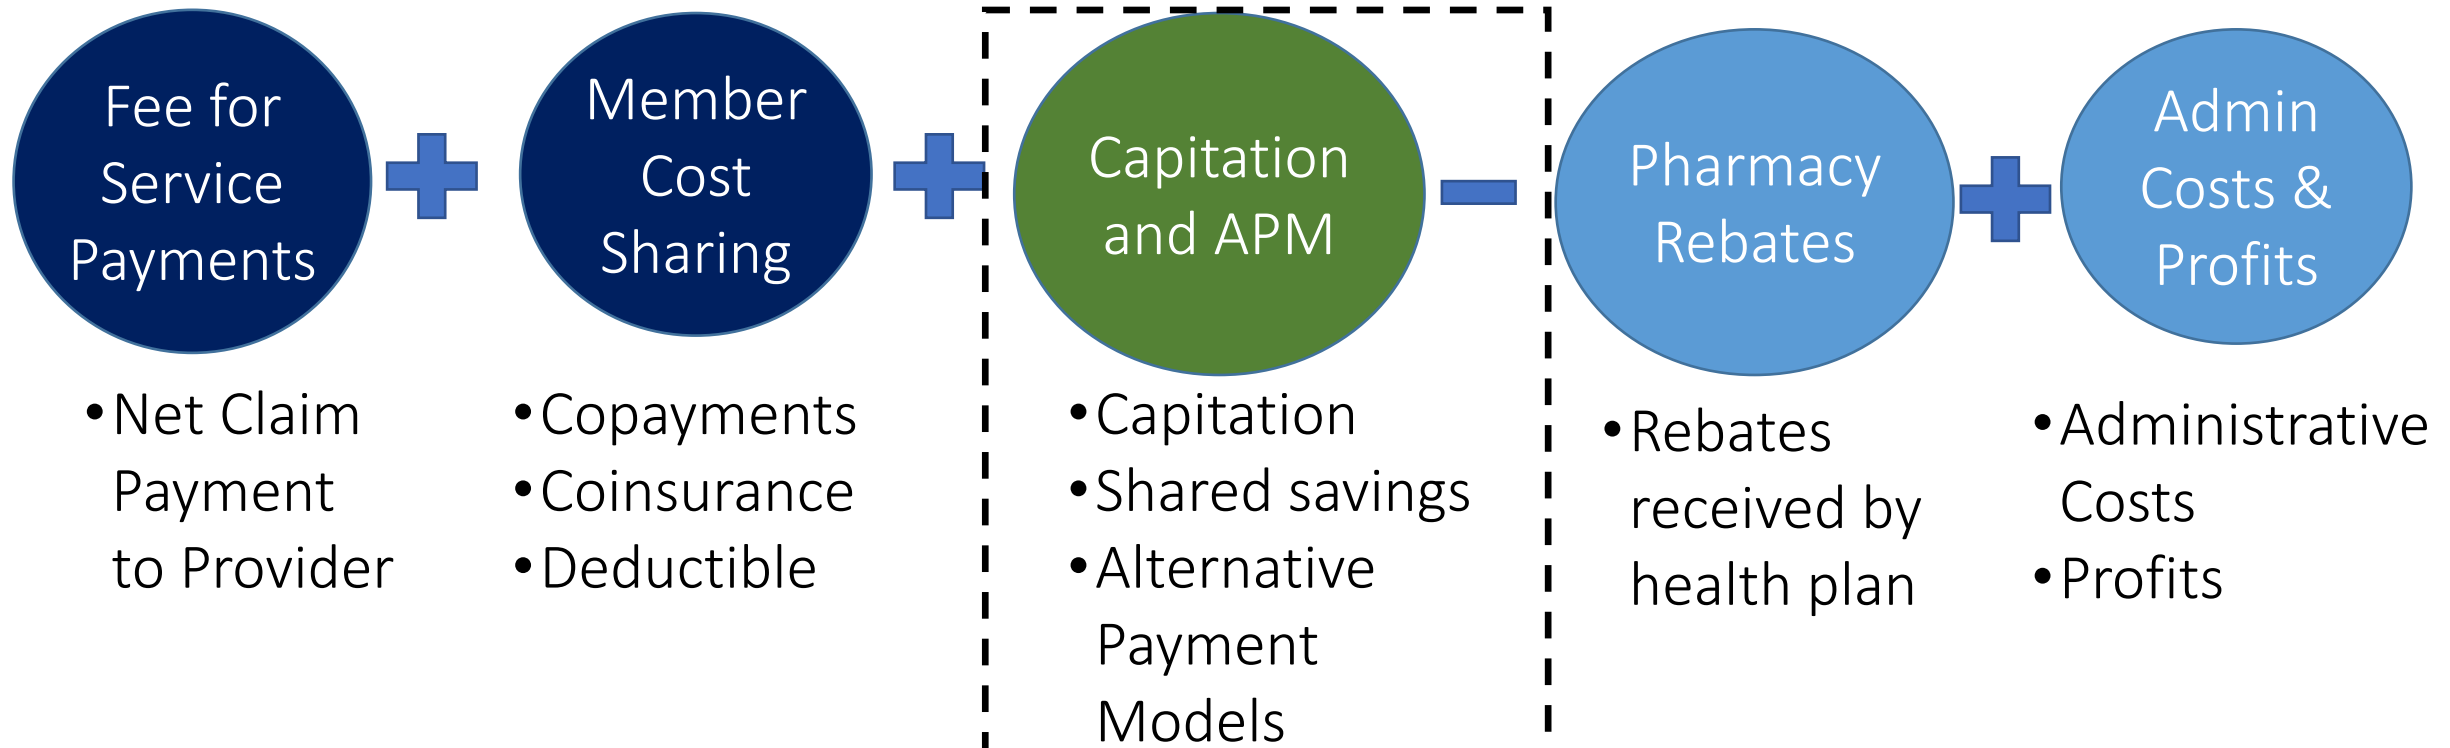 Fee for
Service
Payments
Member
Cost
Sharing
Capitation
and APM
Pharmacy
Rebates
Admin
Costs &
Profits
•Net Claim
Payment
to Provider
•Copayments
•Coinsurance
•Deductible
•Capitation
•Shared savings
•Alternative
Payment
Models
•Rebates
received by
health plan
•Administrative
Costs
•Profits